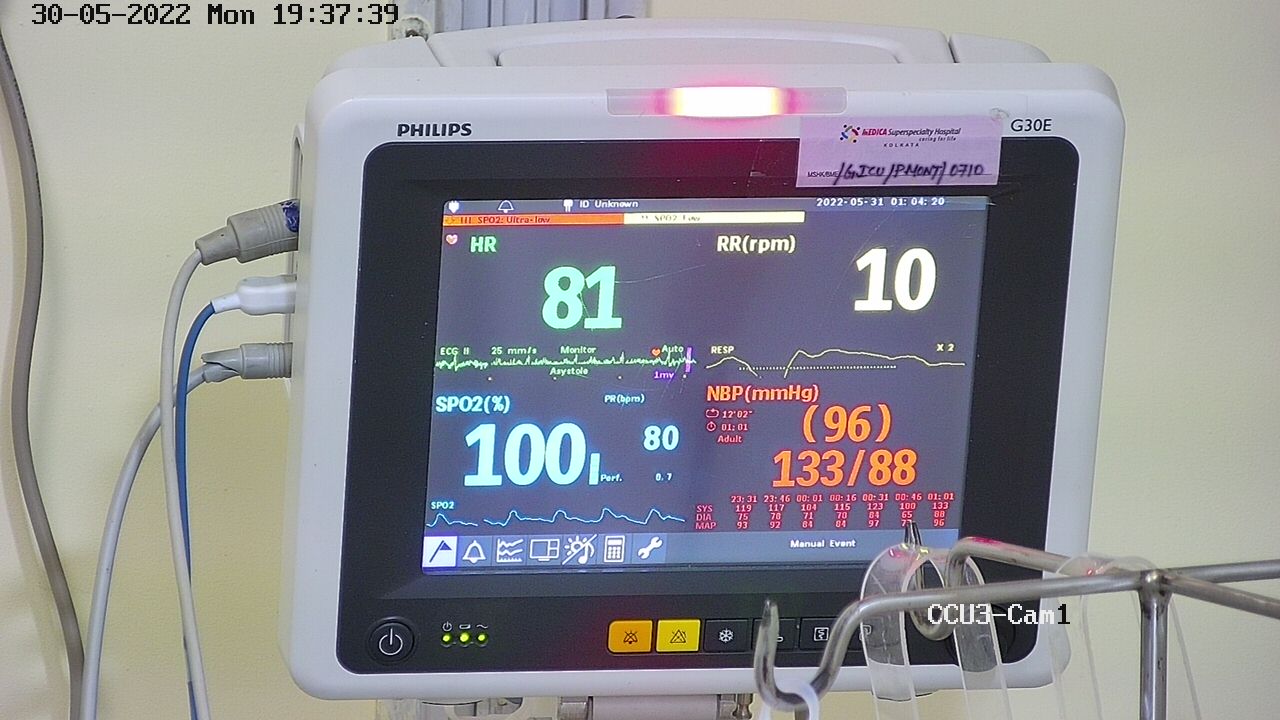 30-05-2022 Mon 19:37:39
PHILIPS
G30E
MEDICA Superspecialty Hospital
caring for life
KOLKATA
MSHK/BME/GICU/PMONT/0710
ID Unknown
2022-05-31 01:04:20
!!! SPO2: Ultra-low
!! SPO2 Low
HR
81
RR(rpm)
10
ECG II 25 mm/s Monitor Auto
Asystole
1mv
RESP
X 2
SPO2(%)
PR(bpm)
100
80
Perf. 0.7
NBP(mmHg)
12'02"
01:01
Adult
(96)
133/88
23:31 23:46 00:01 00:16 00:31 00:46 01:01
SYS 119 117 104 115 123 100 133
DIA 75 78 71 70 84 65 88
MAP 93 92 84 84 97 96
SPO2
Manual Event
CCU3-Cam1